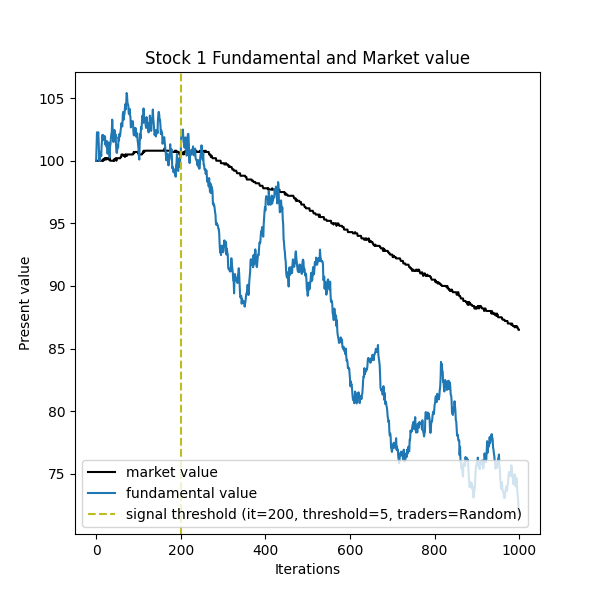 Stock 1 Fundamental and Market value
Present value
105
100
95
90
85
80
75
market value
fundamental value
signal threshold (it=200, threshold=5, traders=Random)
0 200 400 600 800 1000
Iterations